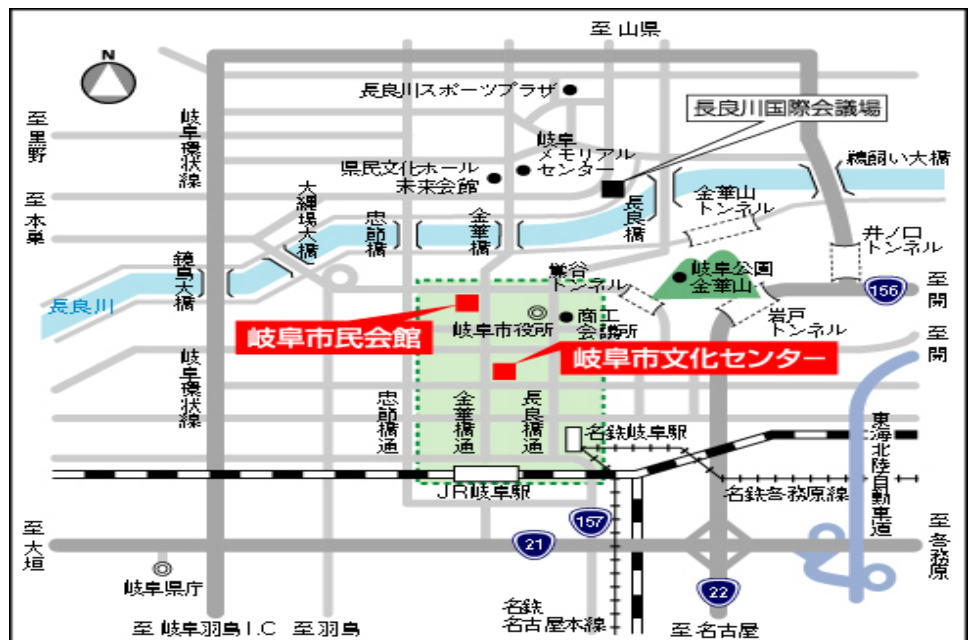 至 山県
N
長良川スポーツプラザ
長良川国際会議場
至
黒
野
岐阜環状線
岐阜
メモリアル
センター
県民文化ホール
未来会館
鵜飼い大橋
至
本
巣
大縄場大橋
忠節橋
金華橋
長良橋
金華山
トンネル
井ノ口
トンネル
鏡島大橋
長良川
鶯谷
トンネル
岐阜公園
金華山
156
至
関
岐阜市民会館
岐阜市役所
商工
会議所
岩戸
トンネル
至
関
岐阜市文化センター
岐阜環状線
忠節橋通
金華橋通
長良橋通
名鉄岐阜駅
東海北陸自動車道
JR岐阜駅
名鉄各務原線
157
21
至
大
垣
至
各
務
原
岐阜県庁
22
名鉄
名古屋本線
至 岐阜羽島I.C
至 羽島
至 名古屋